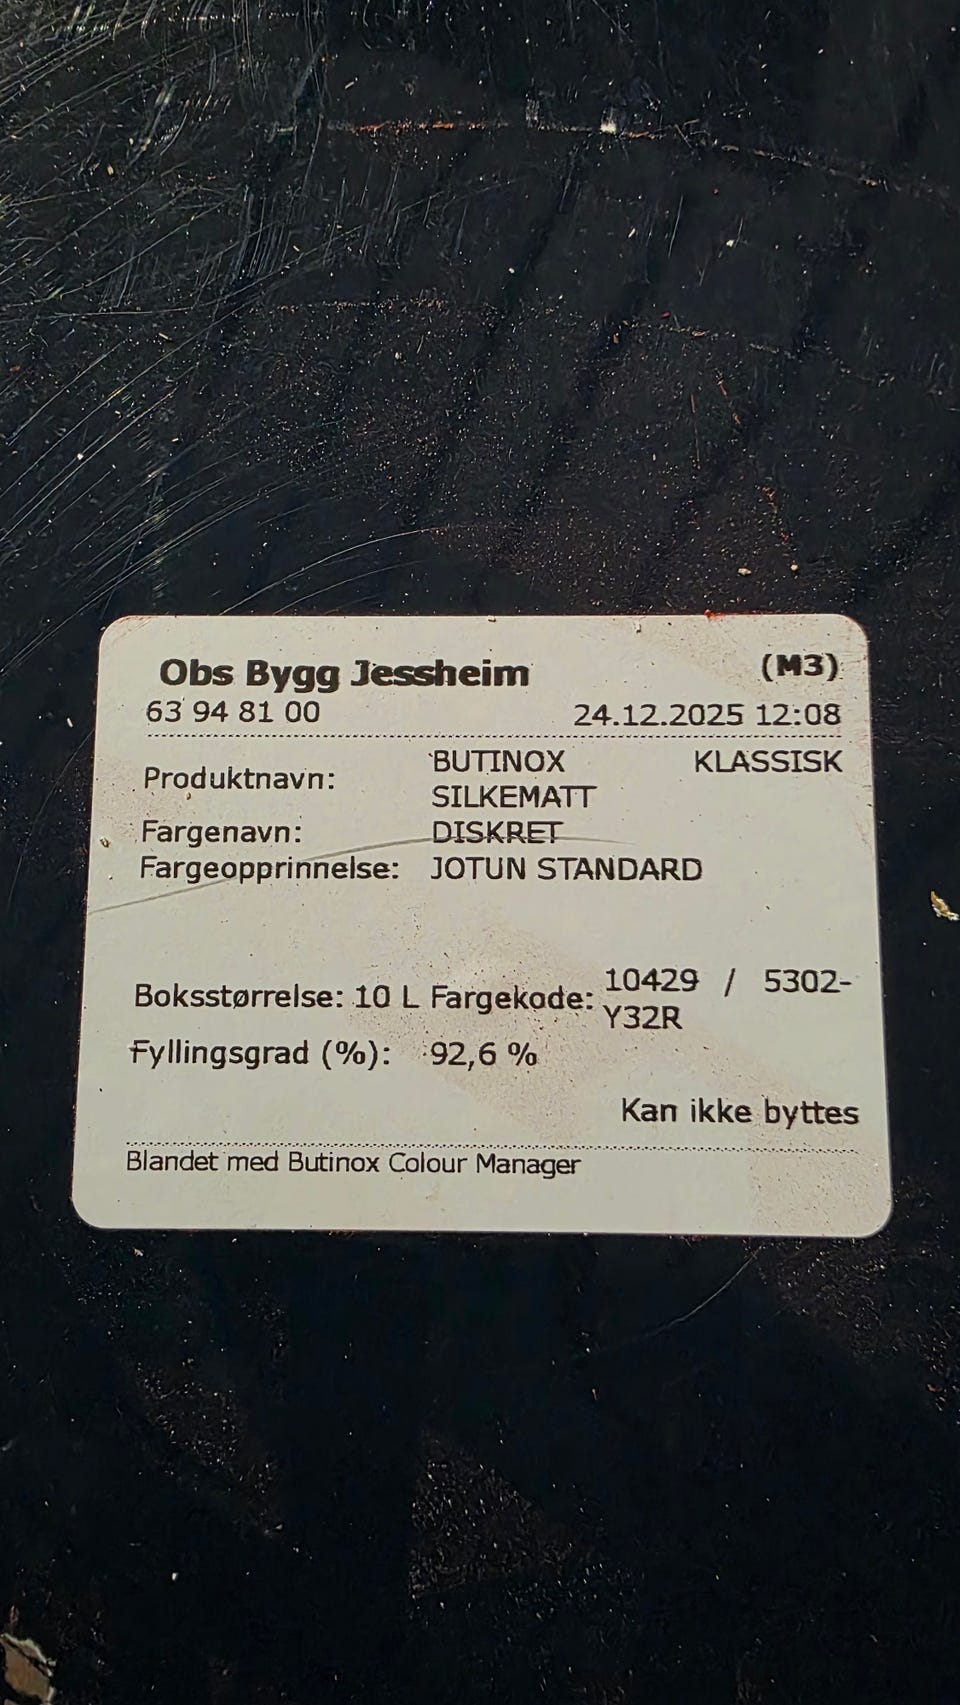 Obs Bygg Jessheim (M3)
63 94 81 00 24.12.2025 12:08
Produktnavn: BUTINOX KLASSISK
SILKEMATT
Fargenavn: DISKRET
Fargeopprinnelse: JOTUN STANDARD
Boksstørrelse: 10 L Fargekode: 10429 / 5302-
Y32R
Fyllingsgrad (%): 92,6 %
Kan ikke byttes
Blandet med Butinox Colour Manager